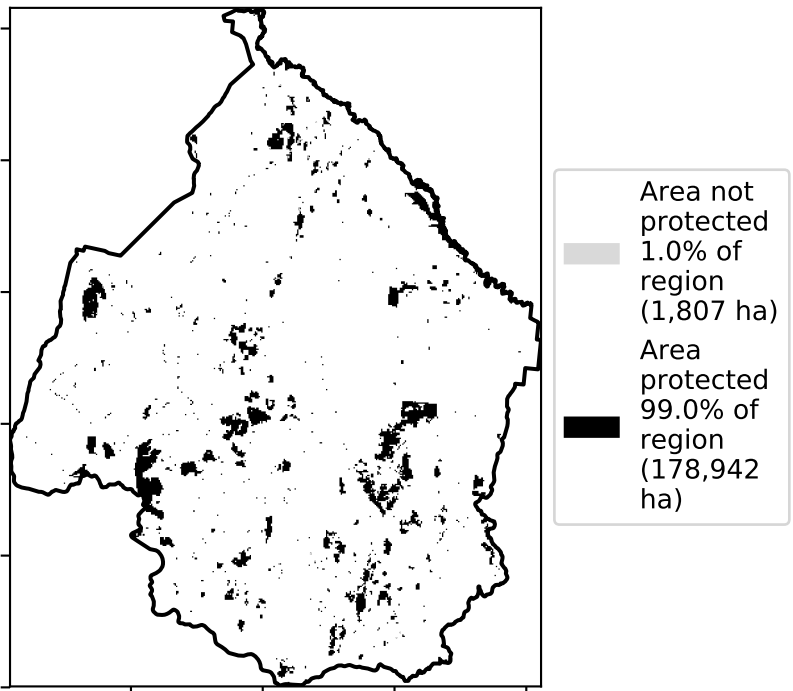 Area not
protected
1.0% of
region
(1,807 ha)
Area
protected
99.0% of
region
(178,942
ha)